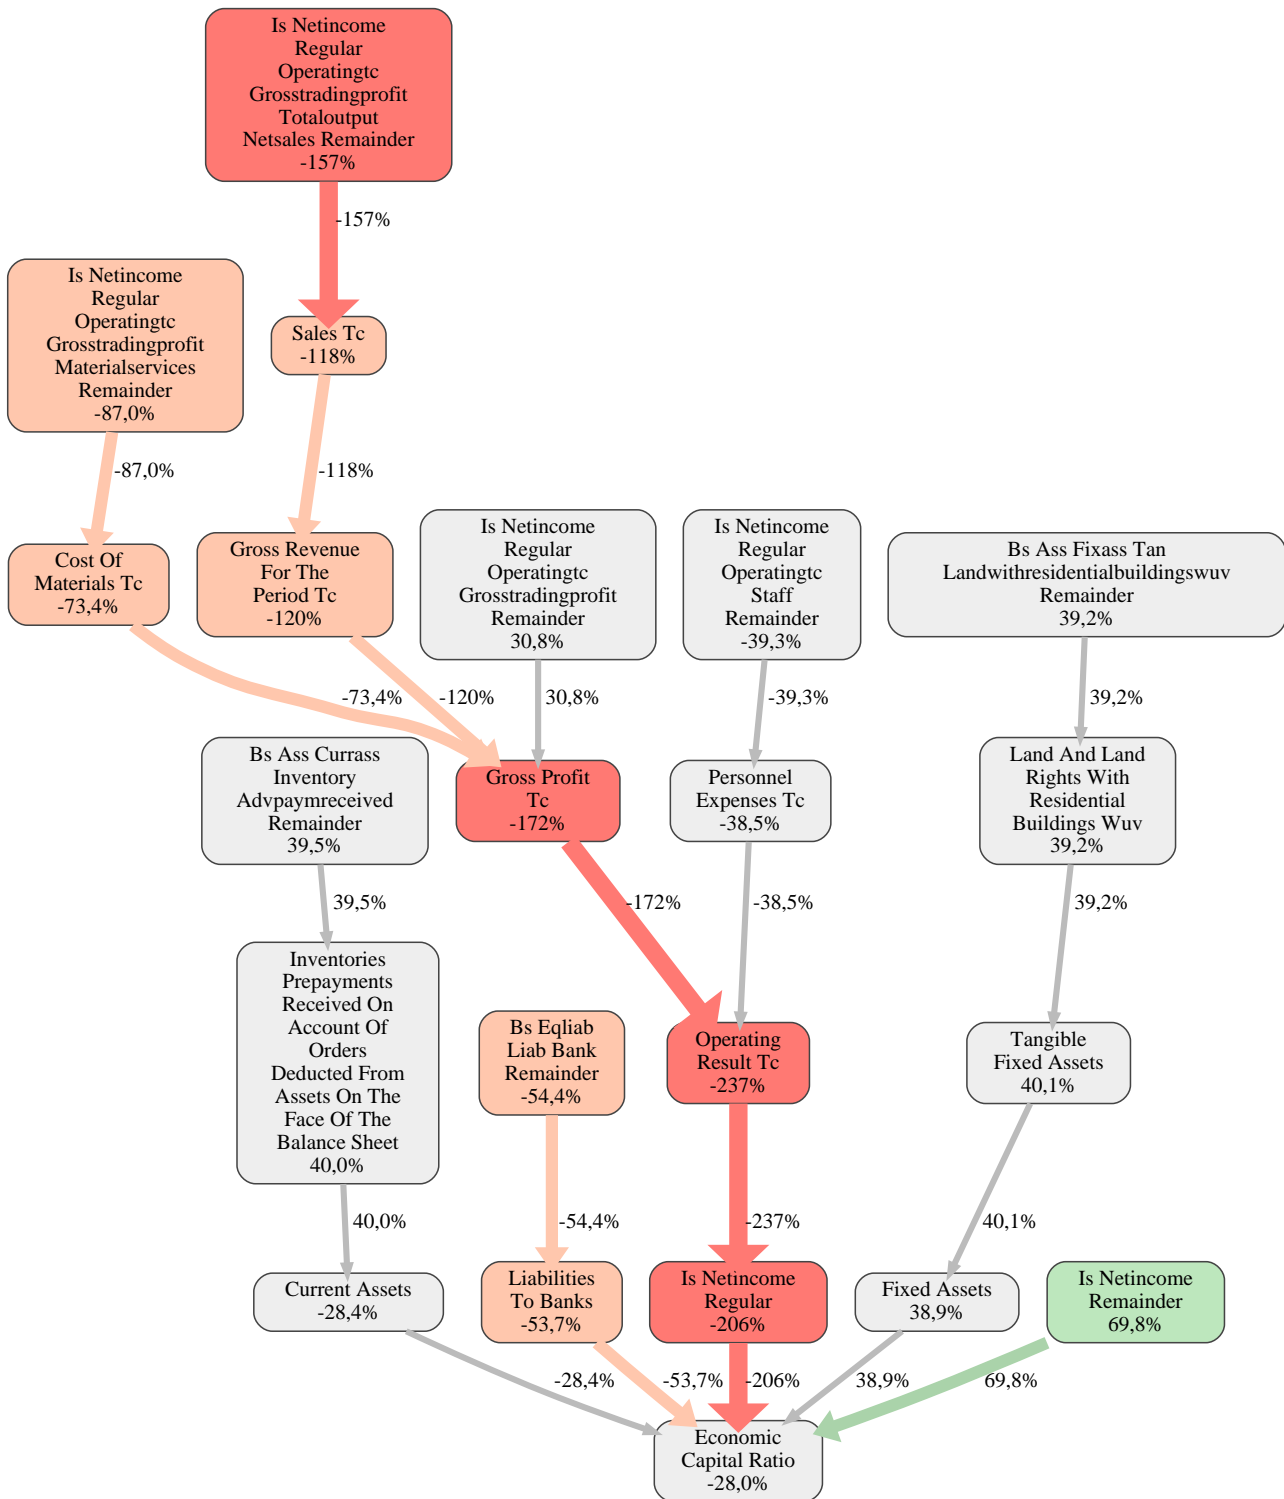 Is Netincome
Regular
Operatingtc
Grosstradingprofit
Totaloutput
Netsales Remainder
-157%
-157%
Is Netincome
Regular
Operatingtc
Grosstradingprofit
Materialservices
Remainder
-87,0%
Sales Tc
-118%
-87,0%
-118%
Cost Of
Materials Tc
-73,4%
Gross Revenue
For The
Period Tc
-120%
Is Netincome
Regular
Operatingtc
Grosstradingprofit
Remainder
30,8%
Is Netincome
Regular
Operatingtc
Staff
Remainder
-39,3%
Bs Ass Fixass Tan
Landwithresidentialbuildingswuv
Remainder
39,2%
-73,4%
-120%
30,8%
-39,3%
39,2%
Bs Ass Currass
Inventory
Advpaymreceived
Remainder
39,5%
Gross Profit
Tc
-172%
Personnel
Expenses Tc
-38,5%
Land And Land
Rights With
Residential
Buildings Wuv
39,2%
39,5%
-172%
-38,5%
39,2%
Inventories
Prepayments
Received On
Account Of
Orders
Deducted From
Assets On The
Face Of The
Balance Sheet
40,0%
Bs Eqliab
Liab Bank
Remainder
-54,4%
Operating
Result Tc
-237%
Tangible
Fixed Assets
40,1%
40,0%
-54,4%
-237%
40,1%
Current Assets
-28,4%
Liabilities
To Banks
-53,7%
Is Netincome
Regular
-206%
Fixed Assets
38,9%
Is Netincome
Remainder
69,8%
-28,4%
-53,7%
-206%
38,9%
69,8%
Economic
Capital Ratio
-28,0%